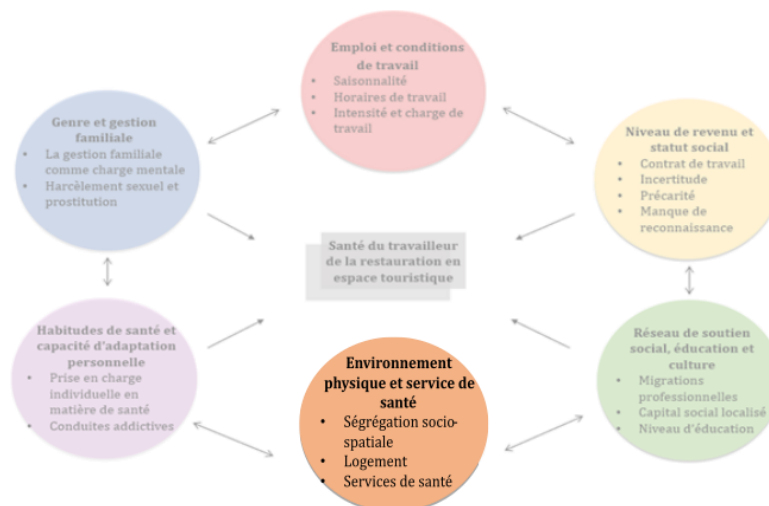 Emploi et conditions
de travail
• Saisonnalité
• Horaires de travail
• Intensité et charge de
travail
Genre et gestion
familiale
• La gestion familiale
comme charge mentale
• Harcèlement sexuel et
prostitution
Niveau de revenu et
statut social
• Contrat de travail
• Incertitude
• Précarité
• Manque de
reconnaissance
Santé du travailleur
de la restauration en
espace touristique
Habitudes de santé et
capacité d'adaptation
personnelle
• Prise en charge
individuelle en
matière de santé
• Conduites addictives
Environnement
physique et service de
santé
• Ségrégation socio-
spatiale
• Logement
• Services de santé
Réseau de soutien
social, éducation et
culture
• Migrations
professionnelles
• Capital social localisé
• Niveau d'éducation